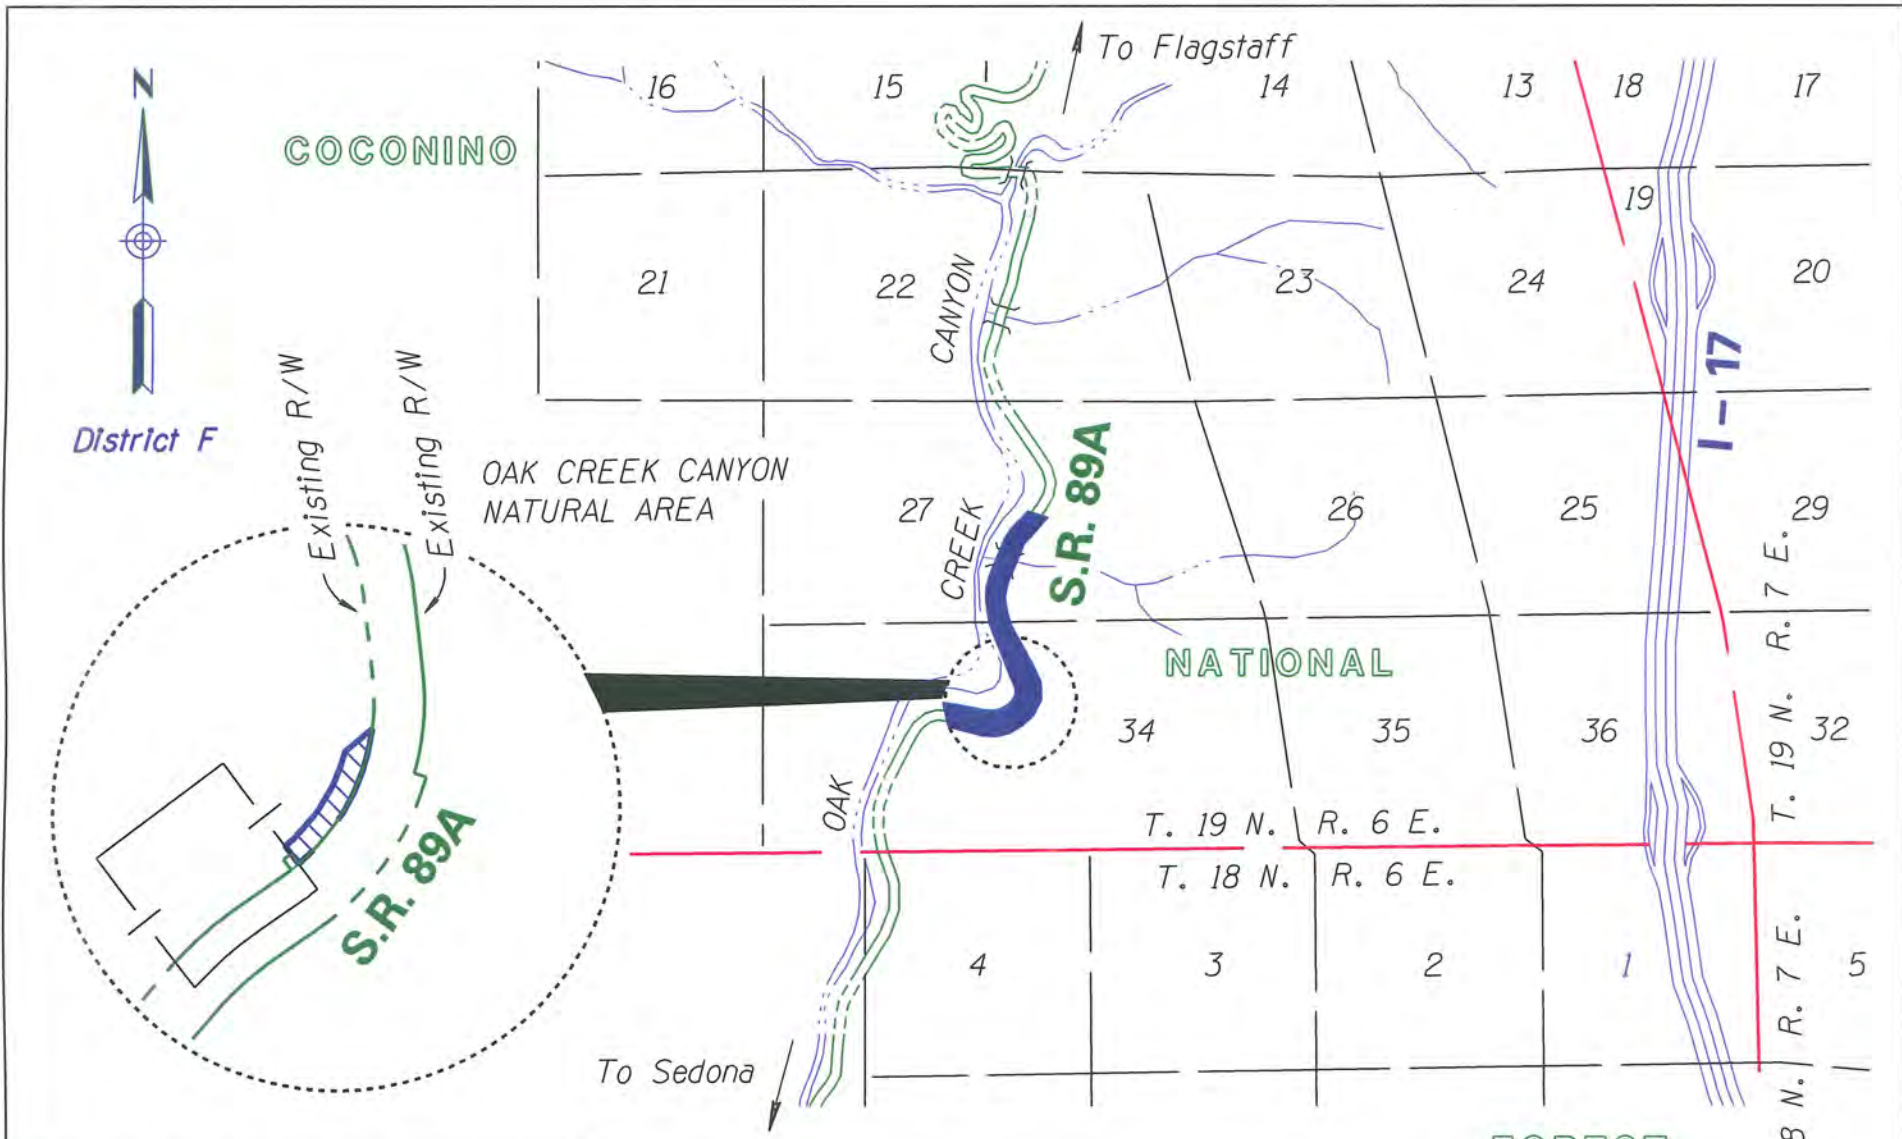 To Flagstaff
N
16
15
14
13
18
17
COCONINO
19
21
22
CANYON
23
24
20
I-17
District F
Existing R/W
Existing R/W
OAK CREEK CANYON
NATURAL AREA
27
CREEK
S.R. 89A
26
25
29
NATIONAL
34
35
36
32
T. 19 N. R. 7 E.
OAK
T. 19 N. R. 6 E.
T. 18 N. R. 6 E.
S.R. 89A
4
3
2
1
5
R. 7 E.
N.
To Sedona